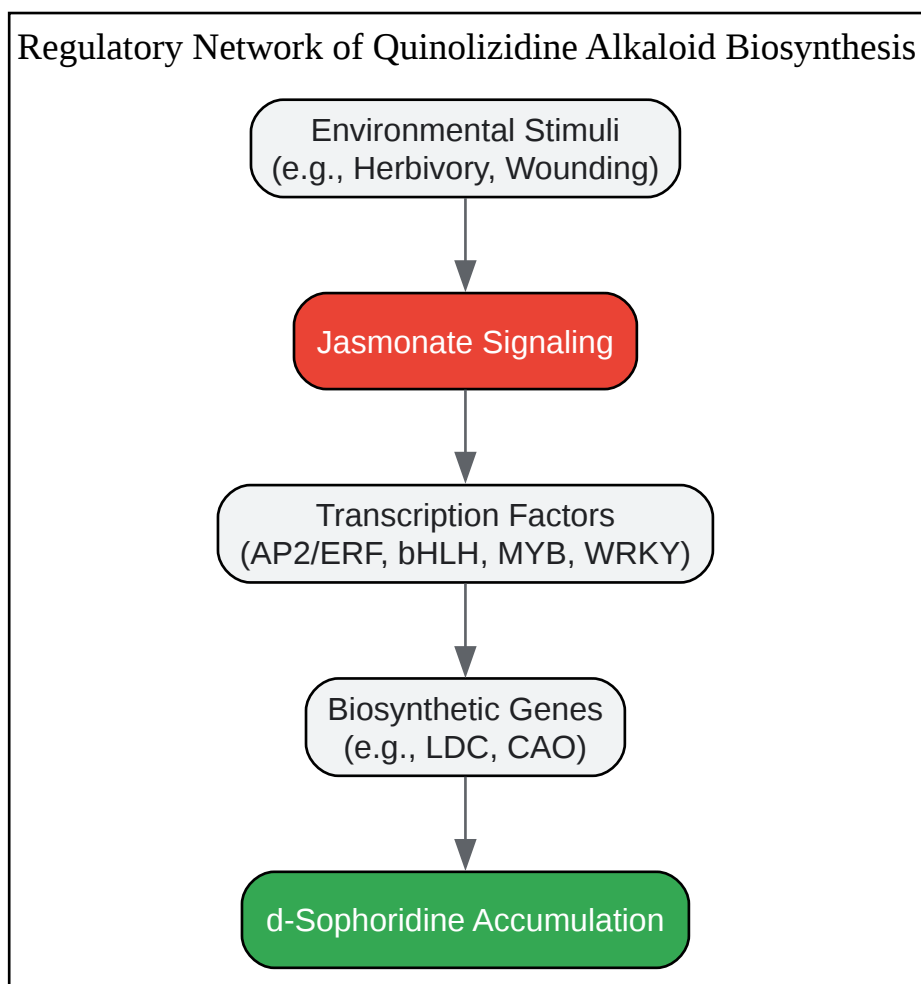 Regulatory Network of Quinolizidine Alkaloid Biosynthesis
Environmental Stimuli
(e.g., Herbivory, Wounding)
Jasmonate Signaling
Transcription Factors
(AP2/ERF, bHLH, MYB, WRKY)
Biosynthetic Genes
(e.g., LDC, CAO)
d-Sophoridine Accumulation